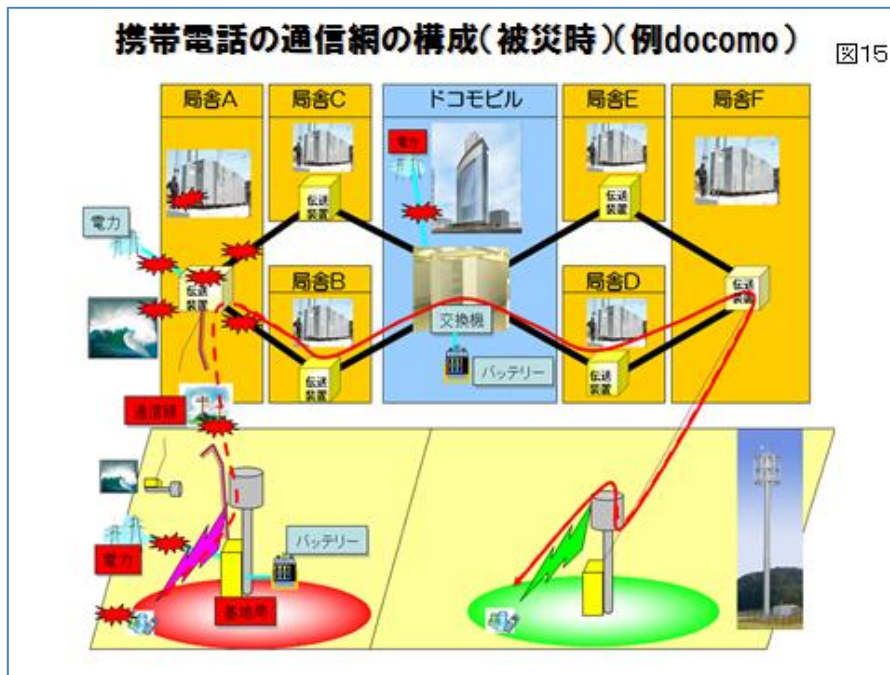 携帯電話の通信網の構成(被災時)(例docomo)
図15
局舎A
局舎C
ドコモビル
局舎E
局舎F
電力
伝送
装置
伝送
装置
電力
伝送
装置
伝送
装置
局舎B
局舎D
交換機
バッテリー
伝送
装置
伝送
装置
通信線
電力
バッテリー
基地局